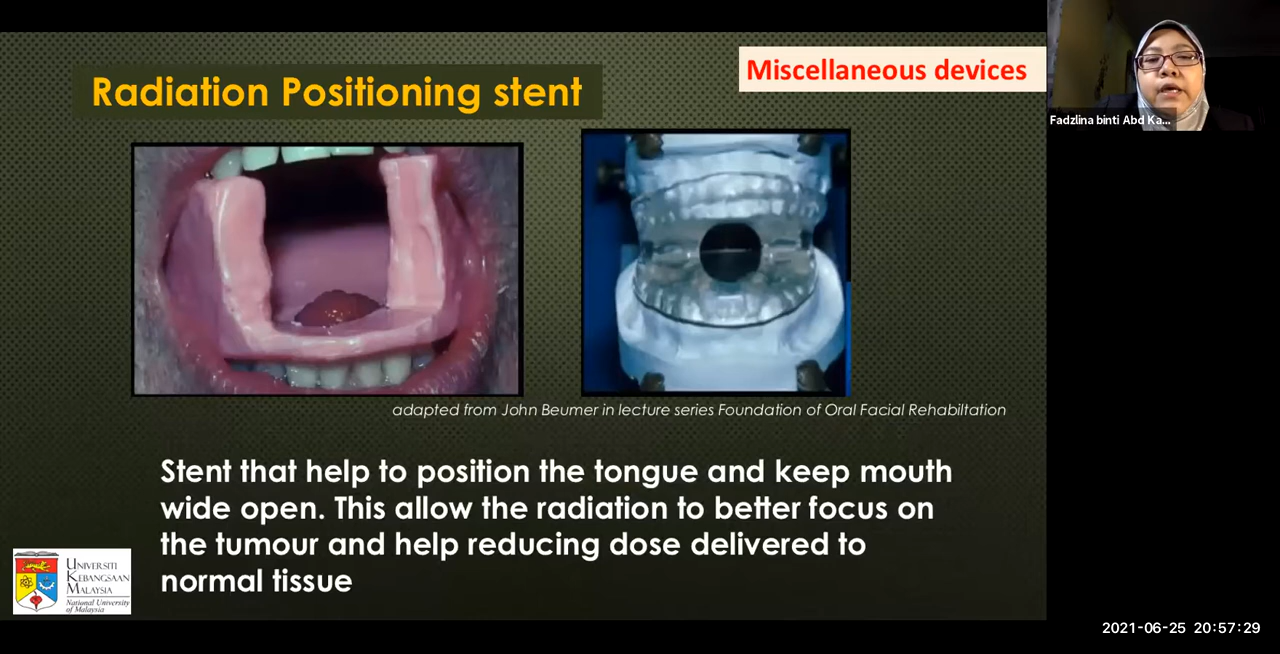 Radiation Positioning stent
Miscellaneous devices
Fadzlina binti Abd Ka...
adapted from John Beumer in lecture series Foundation of Oral Facial Rehabiltation
Stent that help to position the tongue and keep mouth
wide open. This allow the radiation to better focus on
the tumour and help reducing dose delivered to
normal tissue
UNIVERSITI
KEBANGSAAN
MALAYSIA
National University
of Malaysia
2021-06-25 20:57:29